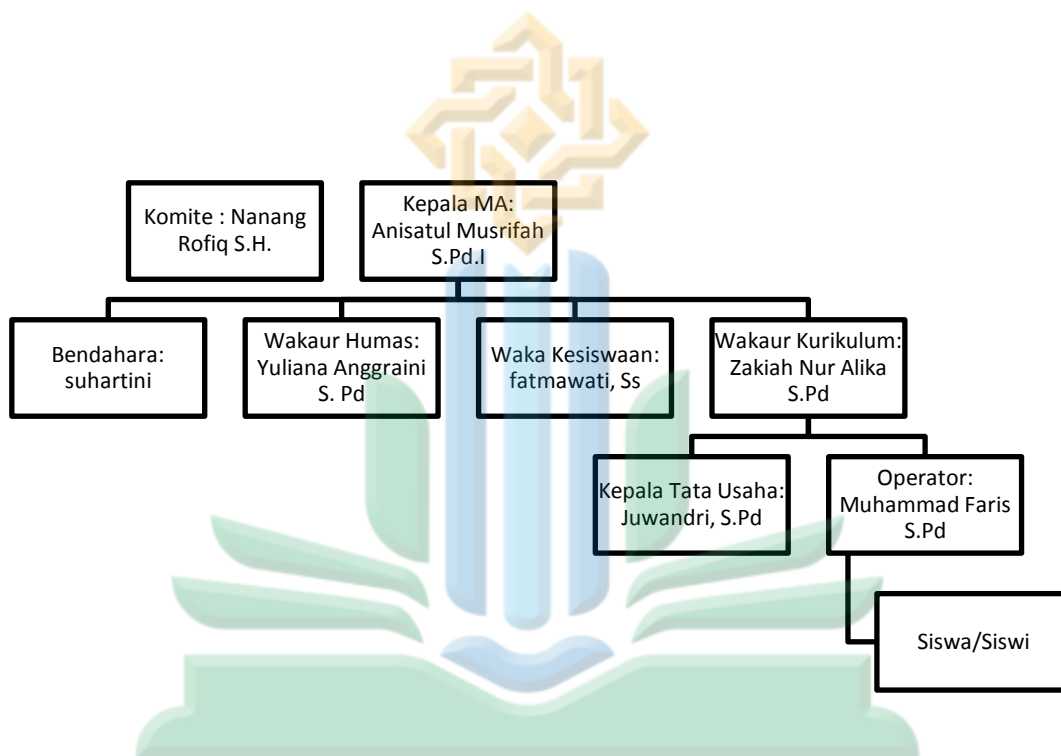 Komite : Nanang
Rofiq S.H.
Kepala MA:
Anisatul Musrifah
S.Pd.I
Bendahara:
suhartini
Wakaur Humas:
Yuliana Anggraini
S. Pd
Waka Kesiswaan:
fatmawati, Ss
Wakaur Kurikulum:
Zakiah Nur Alika
S.Pd
Kepala Tata Usaha:
Juwandri, S.Pd
Operator:
Muhammad Faris
S.Pd
Siswa/Siswi